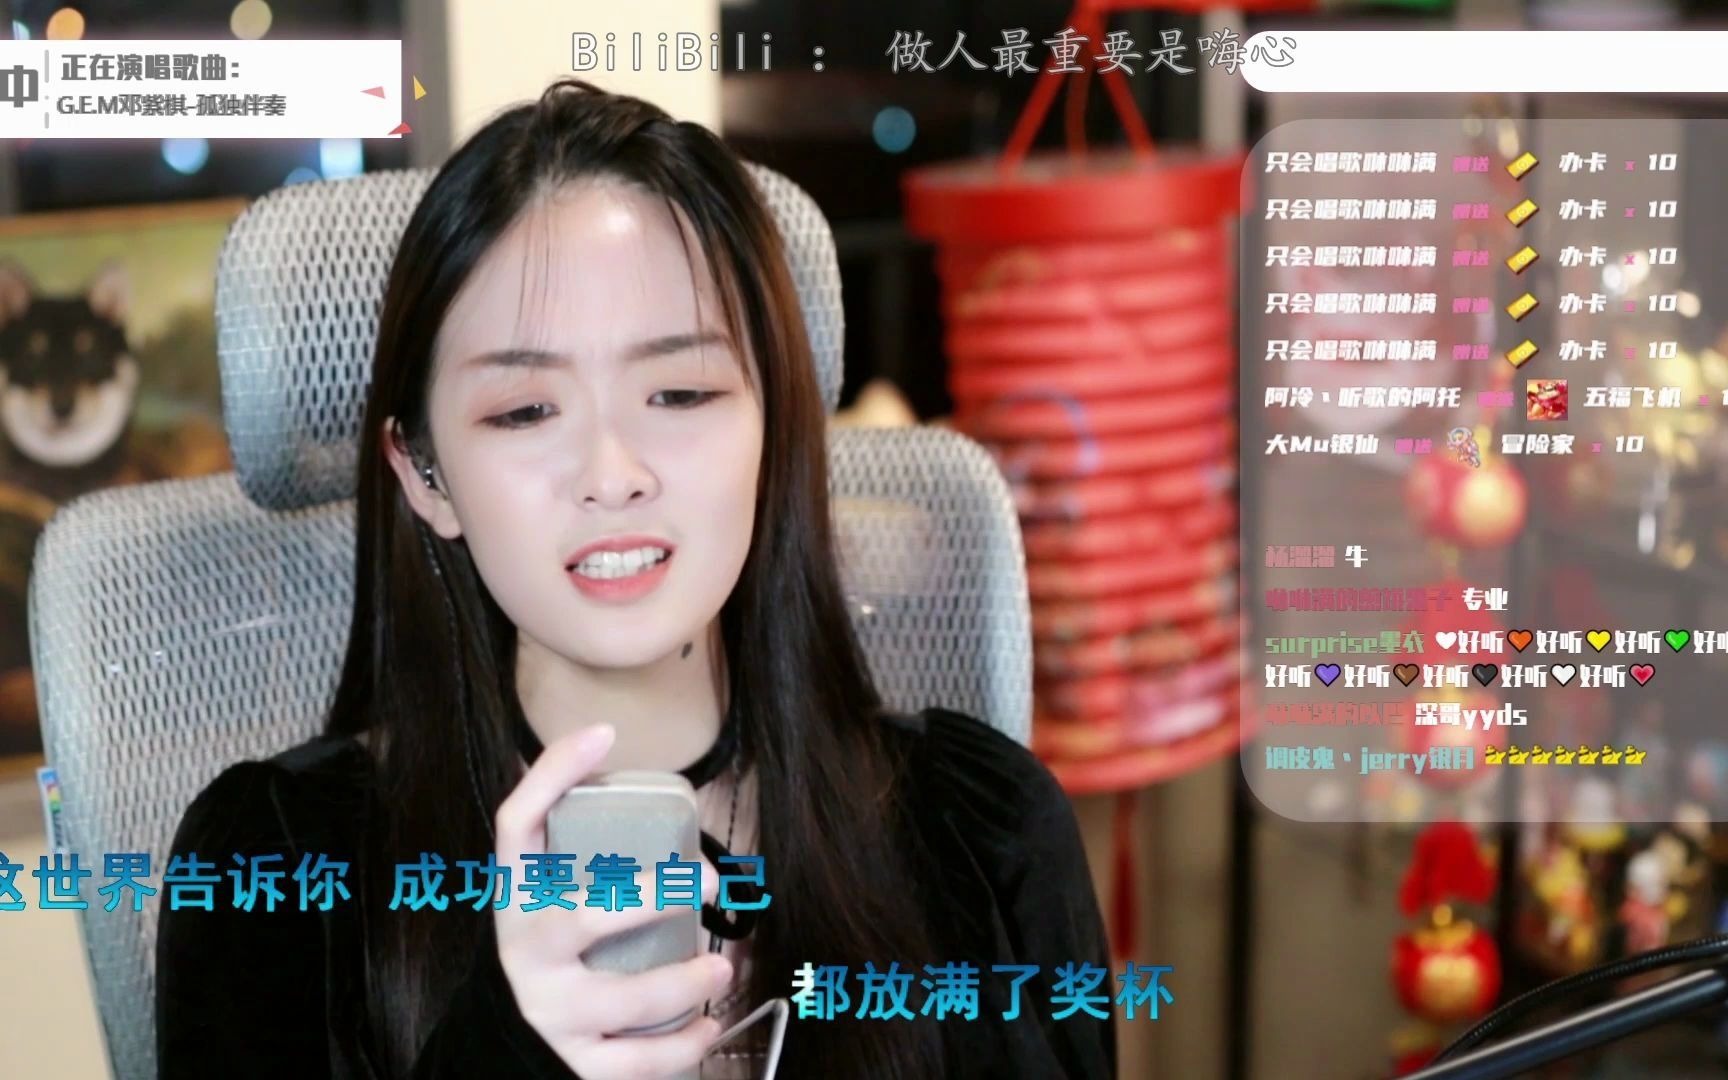 BiliBili : 做人最重要是嗨心
中
正在演唱歌曲:
G.E.M邓紫棋-孤独伴奏
只会唱歌咻咻满 赠送 办卡 x 10
只会唱歌咻咻满 赠送 办卡 x 10
只会唱歌咻咻满 赠送 办卡 x 10
只会唱歌咻咻满 赠送 办卡 x 10
只会唱歌咻咻满 赠送 办卡 x 10
阿冷丶听歌的阿托 赠送 五福飞机 x 1
大Mu银仙 赠送 冒险家 x 10
杨溜溜 牛
专业
surprise墨衣 🤍好听🧡好听💛好听💚好听
好听💜好听🤎好听🖤好听🤍好听❤️
深哥yyds
调皮鬼丶jerry银月
这世界告诉你 成功要靠自己
都放满了奖杯